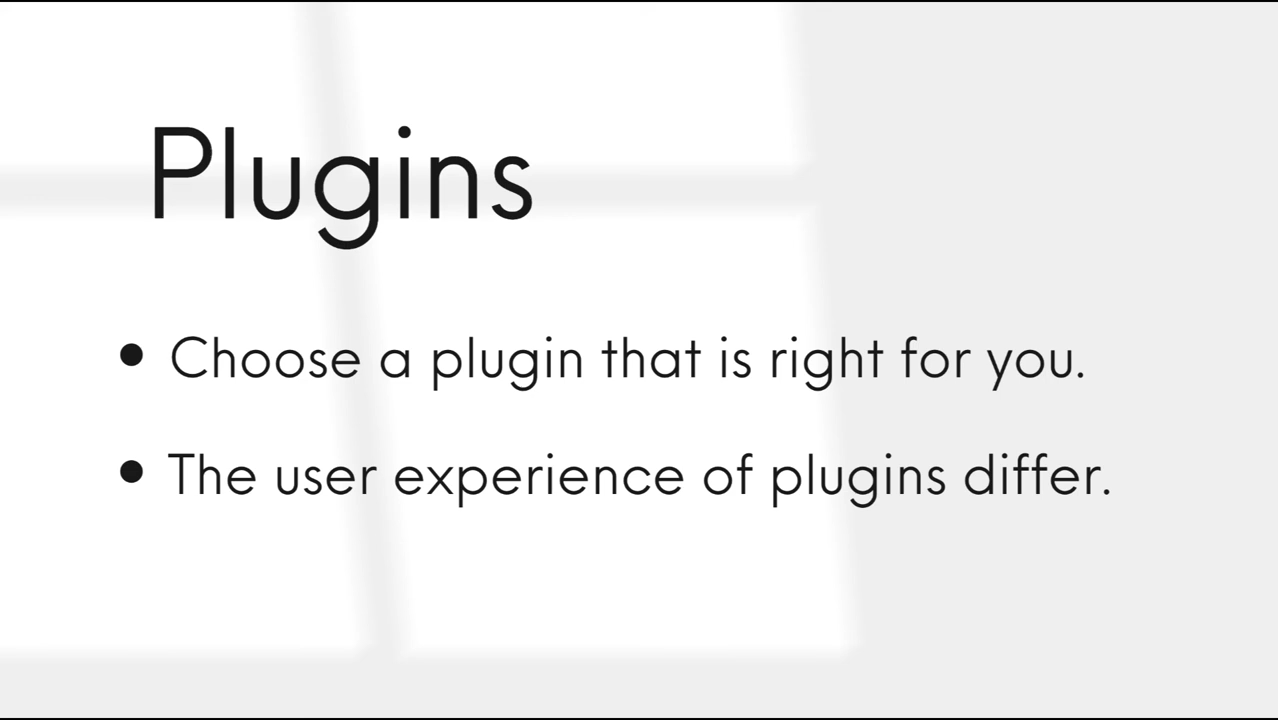 Plugins
• Choose a plugin that is right for you.
• The user experience of plugins differ.